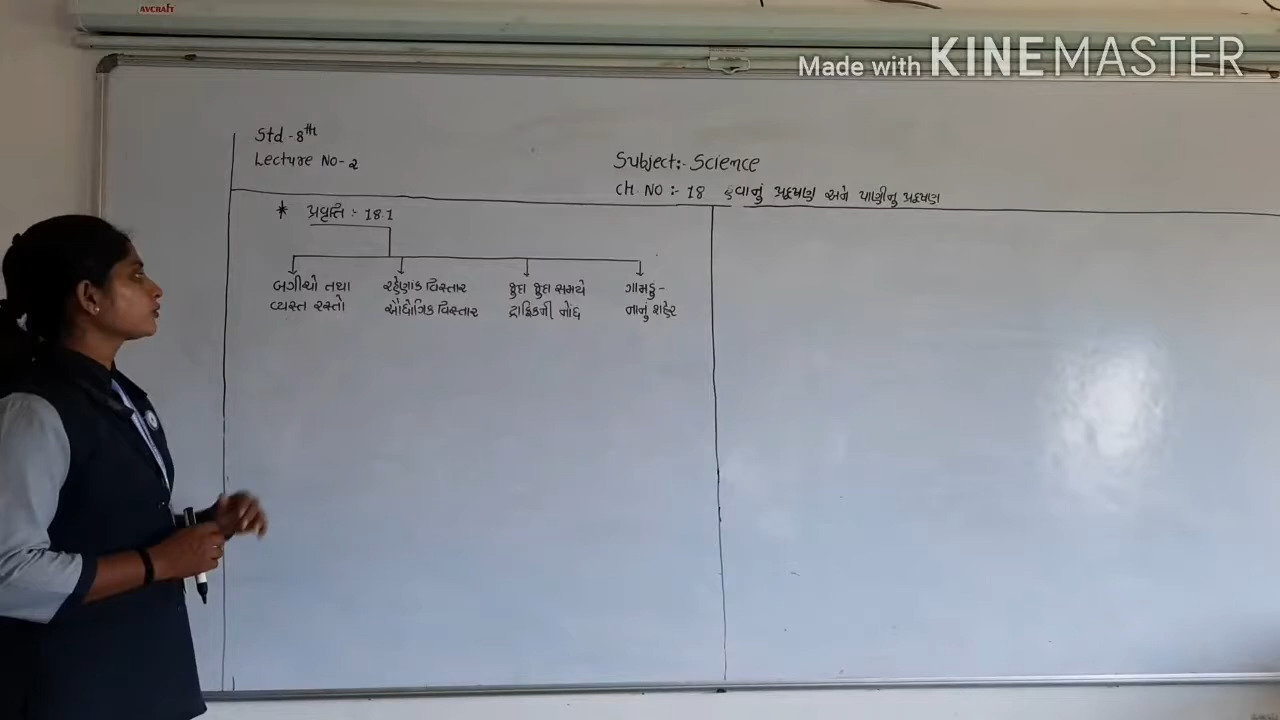 AVCRAFT
Made with KINEMASTER
Std - 8th
Lecture NO - ૨
Subject:- Science
CH NO :- 18 હવાનું પ્રદૂષણ અને પાણીનું પ્રદૂષણ
* પ્રવૃત્તિ :- 18.1
બગીચો તથા
વ્યસ્ત રસ્તો
રહેણાક વિસ્તાર
ઔદ્યોગિક વિસ્તાર
જુદા જુદા સમયે
ટ્રાફિકની નોંધ
ગામડુ -
નાનું શહેર